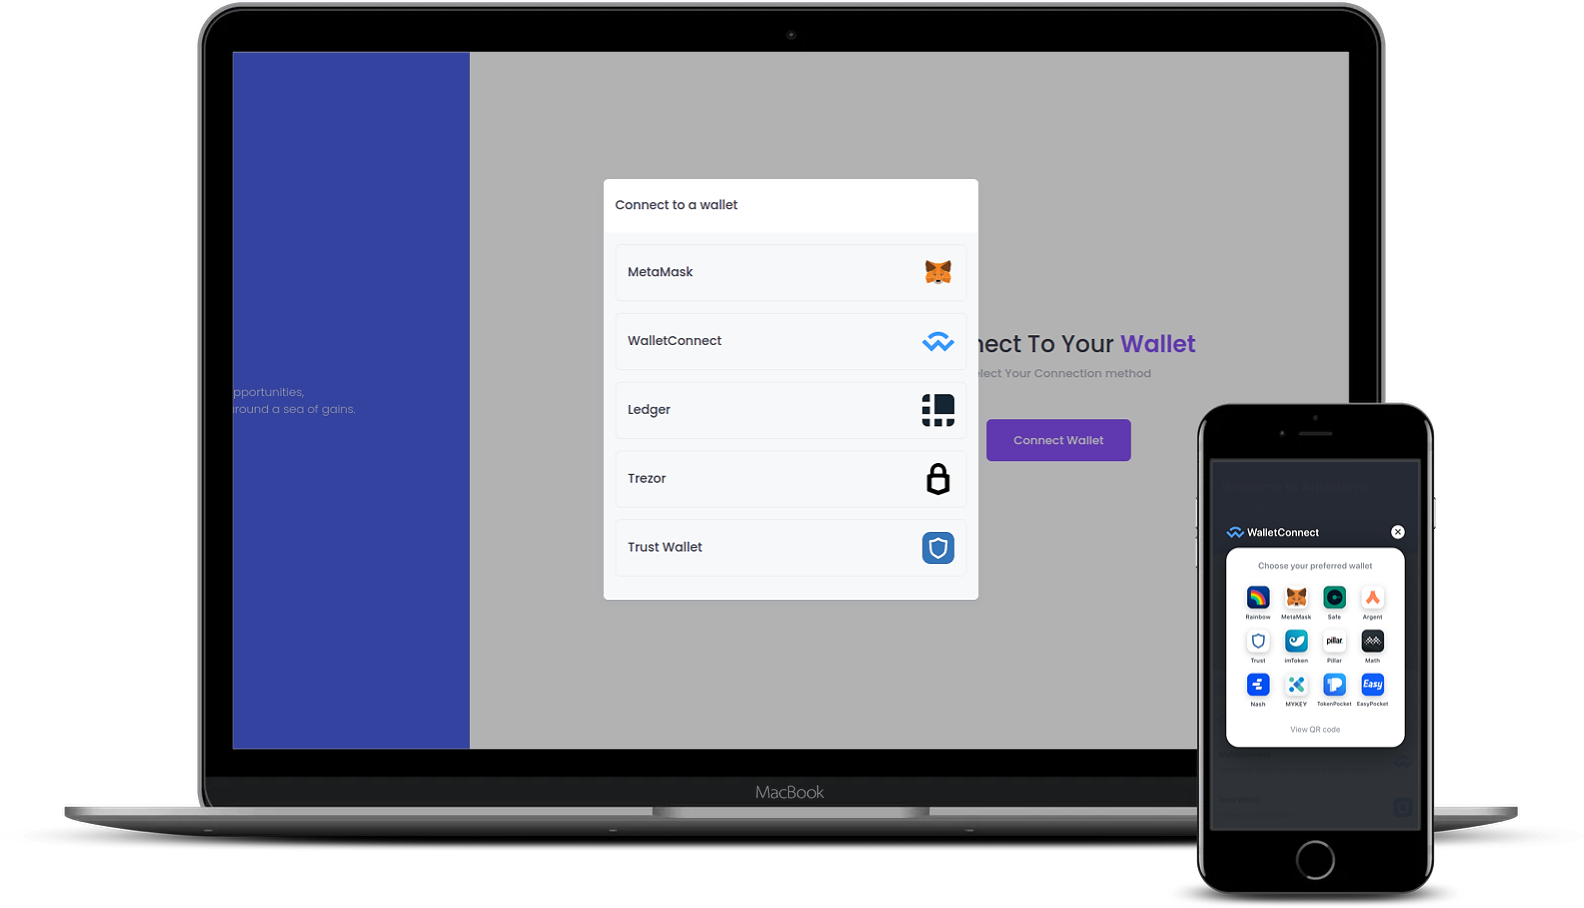 Connect to a wallet
MetaMask
WalletConnect
Ledger
Trezor
Trust Wallet
pportunities,
round a sea of gains.
nect To Your Wallet
elect Your Connection method
Connect Wallet
MacBook
WalletConnect
Choose your preferred wallet
Rainbow MetaMask Safe Argent
pillar
Trust imToken Pillar Math
Easy
Nash MYKEY TokenPocket EasyPocket
View QR code